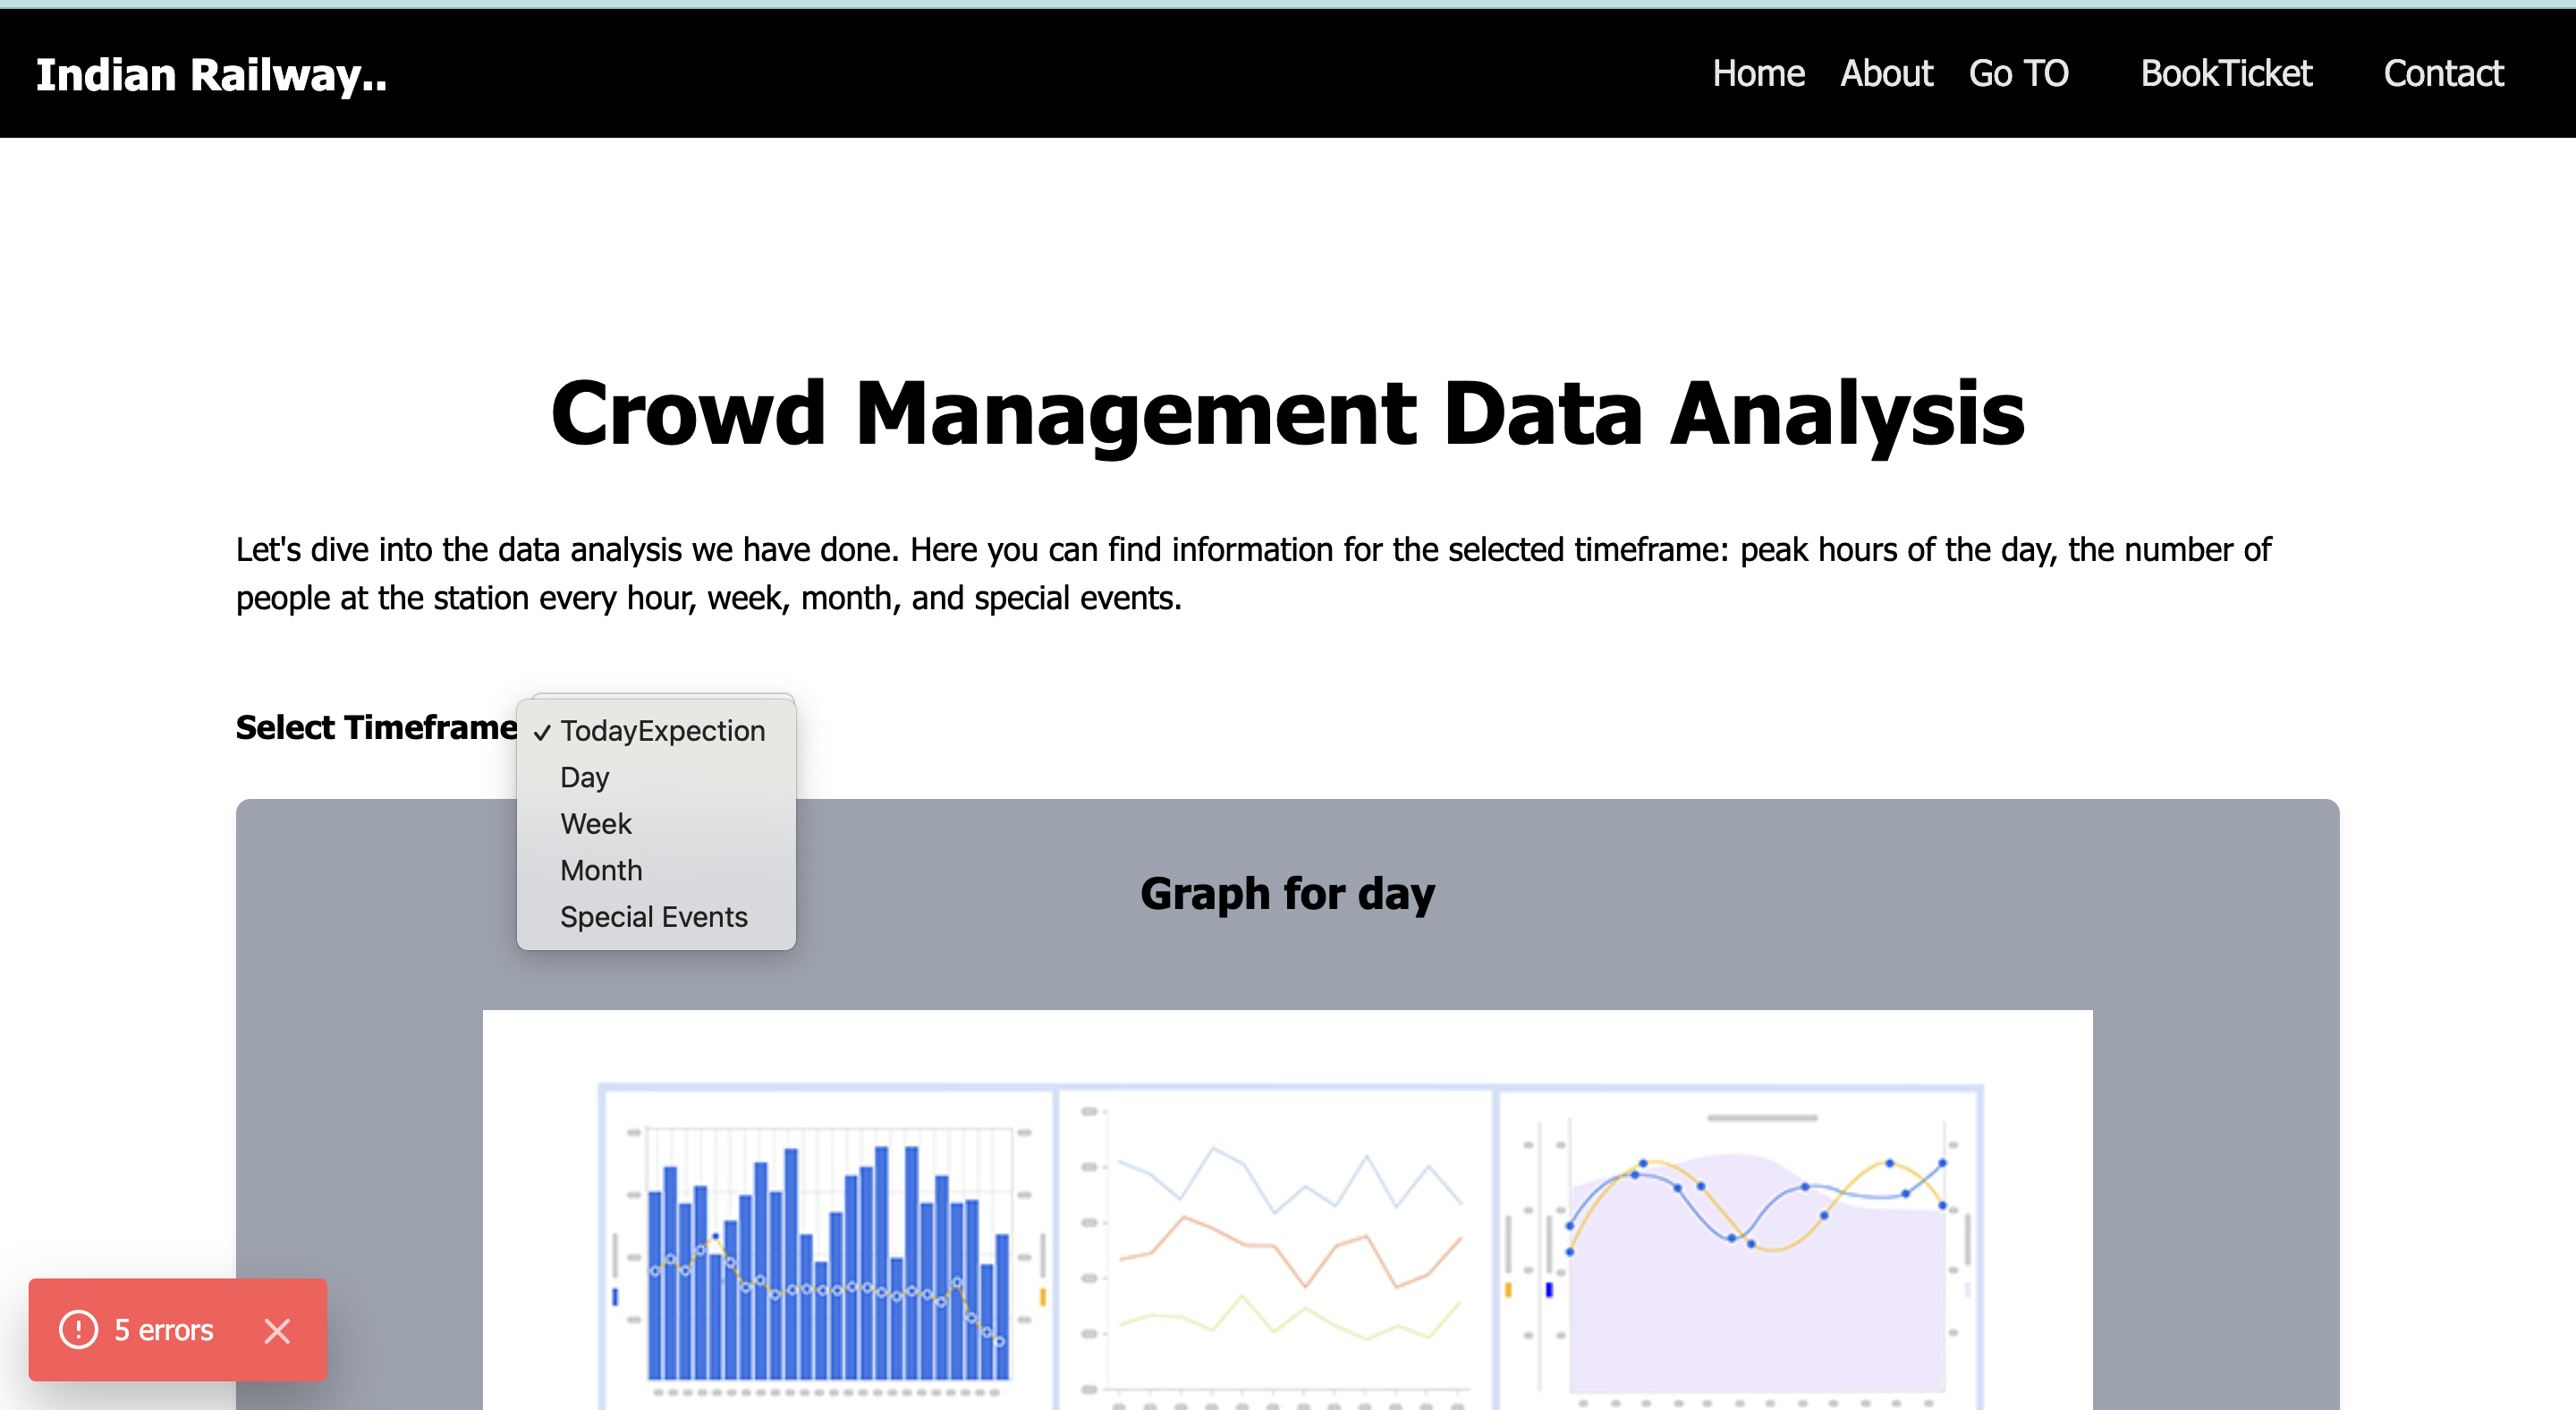 Indian Railway..
Home About Go TO BookTicket Contact
Crowd Management Data Analysis
Let's dive into the data analysis we have done. Here you can find information for the selected timeframe: peak hours of the day, the number of
people at the station every hour, week, month, and special events.
Select Timeframe
✓ TodayExpection
Day
Week
Month
Special Events
Graph for day
5 errors